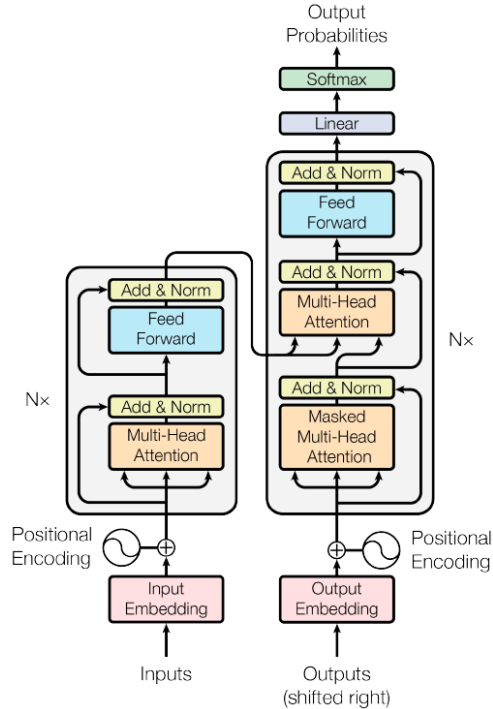 Output
Probabilities
Softmax
Linear
Add & Norm
Feed
Forward
Add & Norm
Multi-Head
Attention
Add & Norm
Masked
Multi-Head
Attention
N×
Positional
Encoding
Output
Embedding
Outputs
(shifted right)
Add & Norm
Feed
Forward
Add & Norm
Multi-Head
Attention
N×
Positional
Encoding
Input
Embedding
Inputs